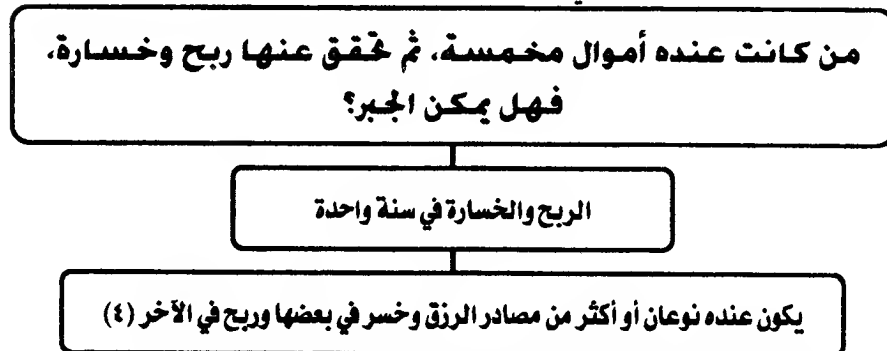 من كانت عنده أموال مخمسة، ثم تحقق عنها ربح وخسارة،
فهل يمكن الجبر؟
الربح والخسارة في سنة واحدة
يكون عنده نوعان أو أكثر من مصادر الرزق وخسر في بعضها وربح في الآخر (٤)